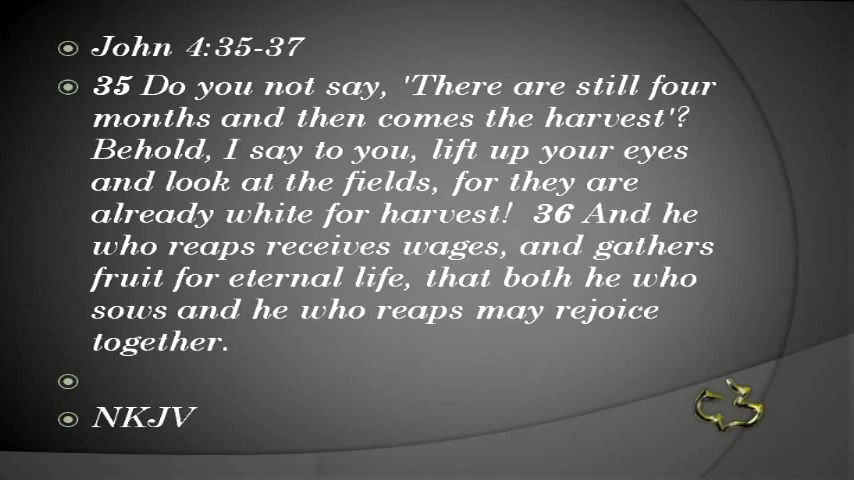 John 4:35-37
35 Do you not say, 'There are still four
months and then comes the harvest'?
Behold, I say to you, lift up your eyes
and look at the fields, for they are
already white for harvest! 36 And he
who reaps receives wages, and gathers
fruit for eternal life, that both he who
sows and he who reaps may rejoice
together.
NKJV